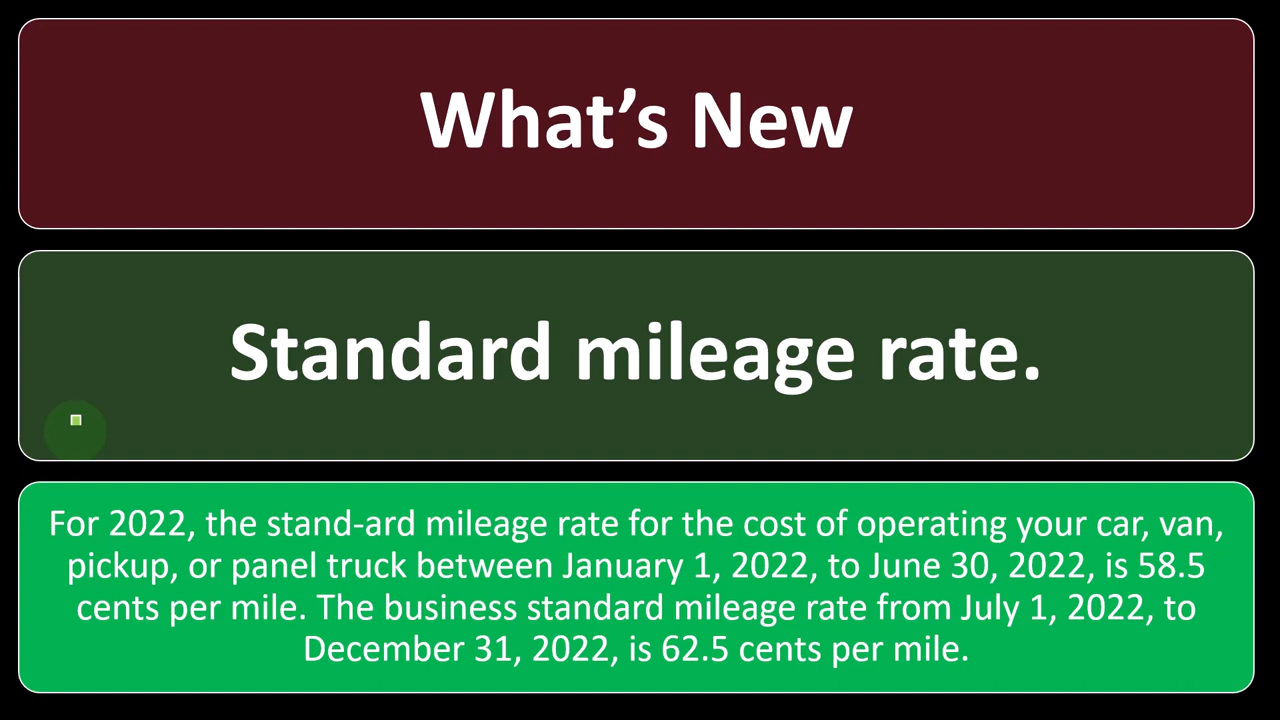 What’s New
Standard mileage rate.
For 2022, the stand-ard mileage rate for the cost of operating your car, van,
pickup, or panel truck between January 1, 2022, to June 30, 2022, is 58.5
cents per mile. The business standard mileage rate from July 1, 2022, to
December 31, 2022, is 62.5 cents per mile.